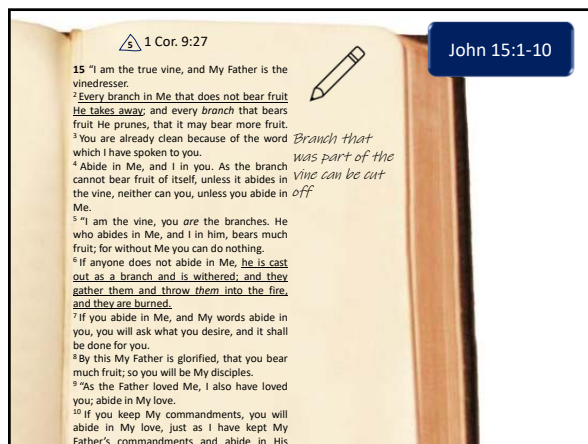 5 1 Cor. 9:27
John 15:1-10
15 “I am the true vine, and My Father is the
vinedresser.
2 Every branch in Me that does not bear fruit
He takes away; and every branch that bears
fruit He prunes, that it may bear more fruit.
3 You are already clean because of the word
which I have spoken to you.
4 Abide in Me, and I in you. As the branch
cannot bear fruit of itself, unless it abides in
the vine, neither can you, unless you abide in
Me.
5 “I am the vine, you are the branches. He
who abides in Me, and I in him, bears much
fruit; for without Me you can do nothing.
6 If anyone does not abide in Me, he is cast
out as a branch and is withered; and they
gather them and throw them into the fire,
and they are burned.
7 If you abide in Me, and My words abide in
you, you will ask what you desire, and it shall
be done for you.
8 By this My Father is glorified, that you bear
much fruit; so you will be My disciples.
9 “As the Father loved Me, I also have loved
you; abide in My love.
10 If you keep My commandments, you will
abide in My love, just as I have kept My
Father’s commandments and abide in His
Branch that
was part of the
vine can be cut
off